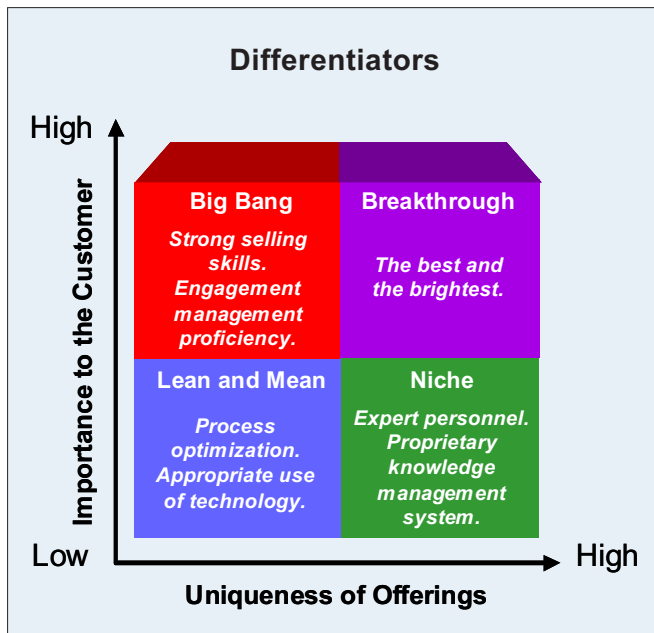 Differentiators
High
Importance to the Customer
Big Bang
Strong selling
skills.
Engagement
management
proficiency.
Breakthrough
The best and
the brightest.
Lean and Mean
Process
optimization.
Appropriate use
of technology.
Niche
Expert personnel.
Proprietary
knowledge
management
system.
Low
High
Uniqueness of Offerings